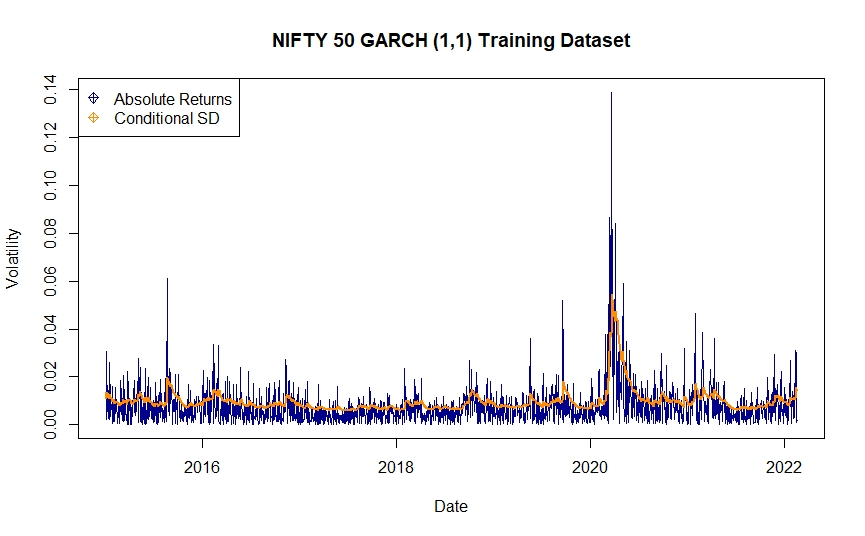 NIFTY 50 GARCH (1,1) Training Dataset
Absolute Returns
Conditional SD
Volatility
0.14
0.12
0.10
0.08
0.06
0.04
0.02
0.00
2016 2018 2020 2022
Date